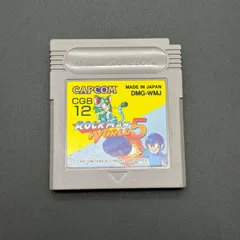 CAPCOM
MADE IN JAPAN
DMG-WMJ
CGB
12
ROCKMAN
WORLD 5